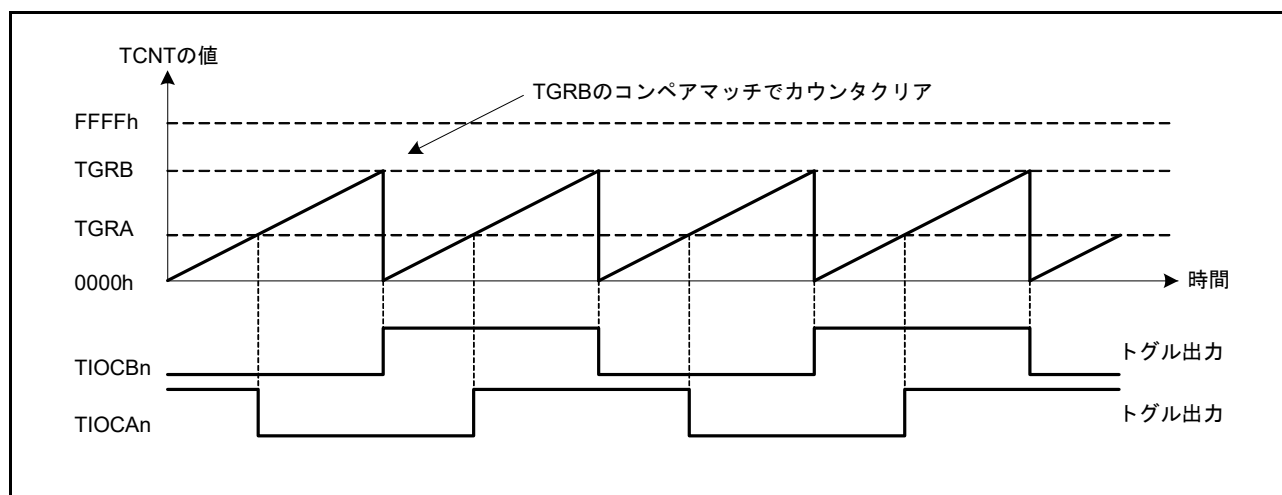 TCNTの値
TGRBのコンペアマッチでカウンタクリア
FFFFh
TGRB
TGRA
0000h
時間
TIOCBn
トグル出力
TIOCAn
トグル出力